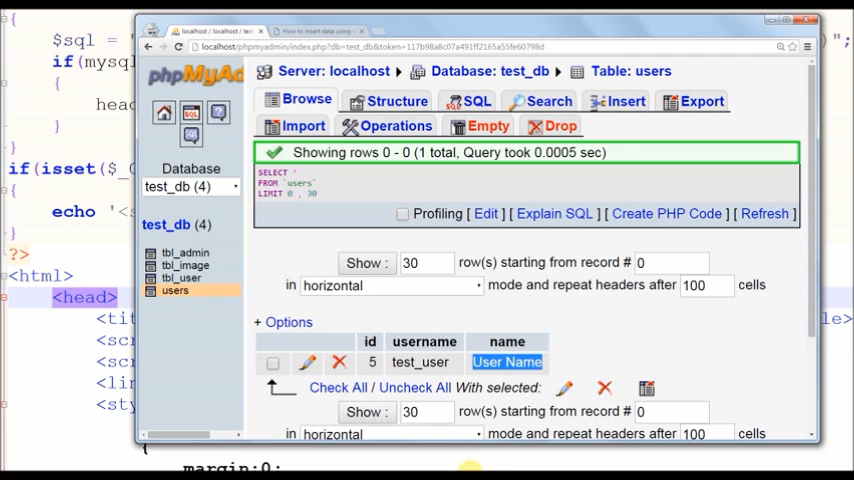 {
$sql = "
)";
if(mysql
{
head
}
}
if(isset($_G
{
echo '<s
}
?>
<html>
<head>
<tit
le>
<scr
<scr
<lin
<sty
{
margin:0;
localhost / localhost / tes
How to insert data using
localhost/phpmyadmin/index.php?db=test_db&token=117b98a8c07a491ff2165a55fe60798d
phpMyAd
Server: localhost
Database: test_db
Table: users
Browse
Structure
SQL
Search
Insert
Export
Import
Operations
Empty
Drop
SQL
Database
test_db (4)
test_db (4)
tbl_admin
tbl_image
tbl_user
users
Showing rows 0 - 0 (1 total, Query took 0.0005 sec)
SELECT *
FROM `users`
LIMIT 0 , 30
Profiling [ Edit ] [ Explain SQL ] [ Create PHP Code ] [ Refresh ]
Show : 30 row(s) starting from record # 0
in horizontal mode and repeat headers after 100 cells
+ Options
id username name
5 test_user User Name
Check All / Uncheck All With selected:
Show : 30 row(s) starting from record # 0
in horizontal mode and repeat headers after 100 cells